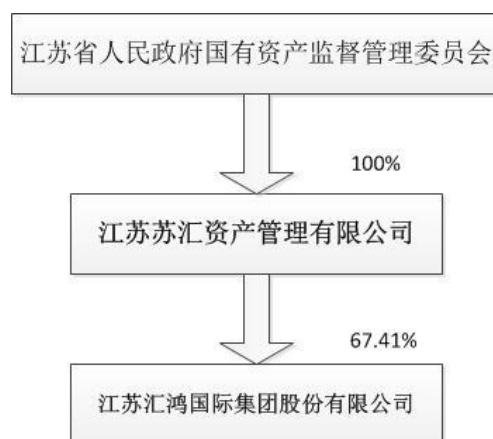 江苏省人民政府国有资产监督管理委员会
100%
江苏苏汇资产管理有限公司
67.41%
江苏汇鸿国际集团股份有限公司